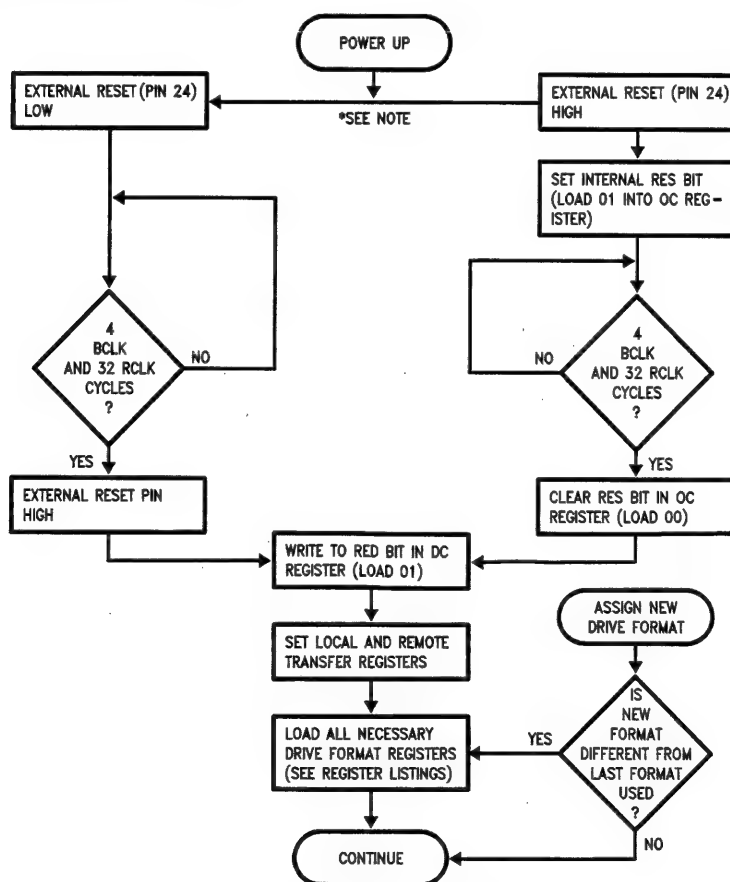 POWER UP
EXTERNAL RESET (PIN 24)
LOW
*SEE NOTE
EXTERNAL RESET (PIN 24)
HIGH
SET INTERNAL RES BIT
(LOAD 01 INTO OC REG-
ISTER)
4
BCLK
AND 32 RCLK
CYCLES
?
NO
YES
4
BCLK
AND 32 RCLK
CYCLES
?
NO
YES
EXTERNAL RESET PIN
HIGH
CLEAR RES BIT IN OC
REGISTER (LOAD 00)
WRITE TO RED BIT IN DC
REGISTER (LOAD 01)
SET LOCAL AND REMOTE
TRANSFER REGISTERS
ASSIGN NEW
DRIVE FORMAT
IS
NEW
FORMAT
DIFFERENT FROM
LAST FORMAT
USED
?
YES
NO
LOAD ALL NECESSARY
DRIVE FORMAT REGISTERS
(SEE REGISTER LISTINGS)
CONTINUE